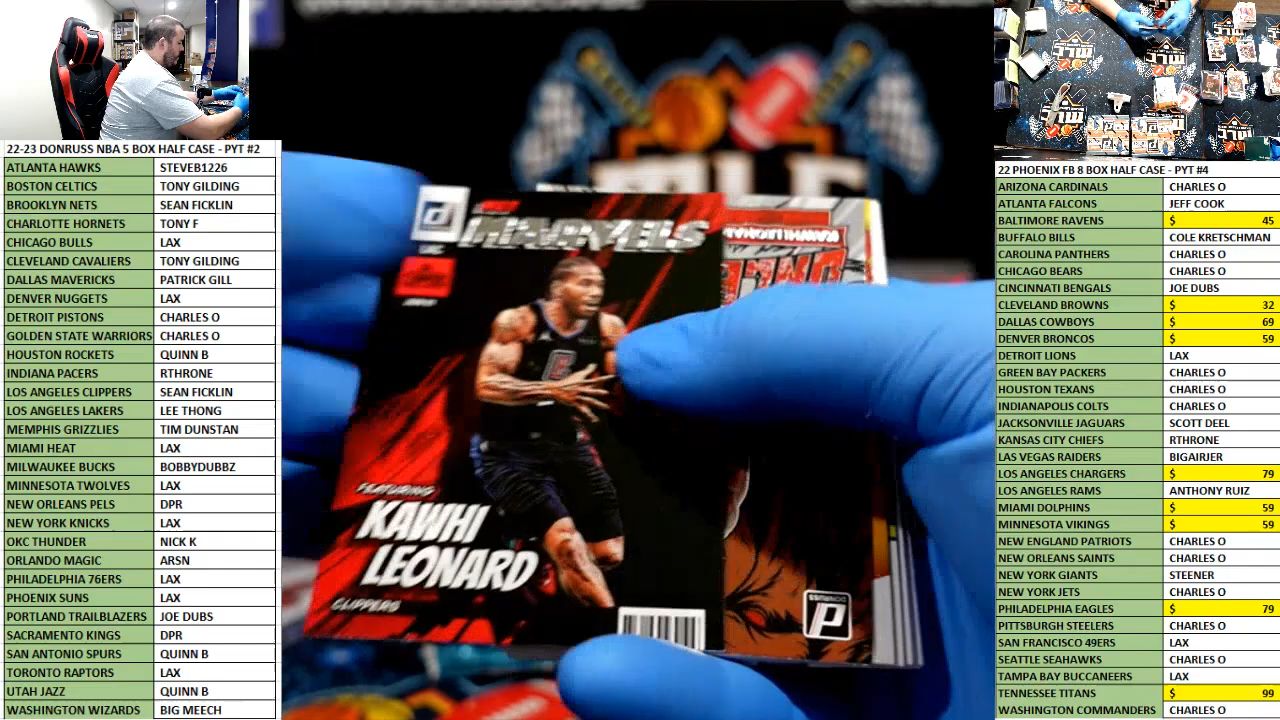 22-23 DONRUSS NBA 5 BOX HALF CASE - PYT #2
ATLANTA HAWKS STEVEB1226
BOSTON CELTICS TONY GILDING
BROOKLYN NETS SEAN FICKLIN
CHARLOTTE HORNETS TONY F
CHICAGO BULLS LAX
CLEVELAND CAVALIERS TONY GILDING
DALLAS MAVERICKS PATRICK GILL
DENVER NUGGETS LAX
DETROIT PISTONS CHARLES O
GOLDEN STATE WARRIORS CHARLES O
HOUSTON ROCKETS QUINN B
INDIANA PACERS RTHRONE
LOS ANGELES CLIPPERS SEAN FICKLIN
LOS ANGELES LAKERS LEE THONG
MEMPHIS GRIZZLIES TIM DUNSTAN
MIAMI HEAT LAX
MILWAUKEE BUCKS BOBBYDUBBZ
MINNESOTA TWOLVES LAX
NEW ORLEANS PELS DPR
NEW YORK KNICKS LAX
OKC THUNDER NICK K
ORLANDO MAGIC ARSN
PHILADELPHIA 76ERS LAX
PHOENIX SUNS LAX
PORTLAND TRAILBLAZERS JOE DUBS
SACRAMENTO KINGS DPR
SAN ANTONIO SPURS QUINN B
TORONTO RAPTORS LAX
UTAH JAZZ QUINN B
WASHINGTON WIZARDS BIG MEECH
MARVELS
FEATURING
KAWHI
LEONARD
CLIPPERS
DONRUSS
22 PHOENIX FB 8 BOX HALF CASE - PYT #4
ARIZONA CARDINALS CHARLES O
ATLANTA FALCONS JEFF COOK
BALTIMORE RAVENS $ 45
BUFFALO BILLS COLE KRETSCHMAN
CAROLINA PANTHERS CHARLES O
CHICAGO BEARS CHARLES O
CINCINNATI BENGALS JOE DUBS
CLEVELAND BROWNS $ 32
DALLAS COWBOYS $ 69
DENVER BRONCOS $ 59
DETROIT LIONS LAX
GREEN BAY PACKERS CHARLES O
HOUSTON TEXANS CHARLES O
INDIANAPOLIS COLTS CHARLES O
JACKSONVILLE JAGUARS SCOTT DEEL
KANSAS CITY CHIEFS RTHRONE
LAS VEGAS RAIDERS BIGAIRJER
LOS ANGELES CHARGERS $ 79
LOS ANGELES RAMS ANTHONY RUIZ
MIAMI DOLPHINS $ 59
MINNESOTA VIKINGS $ 59
NEW ENGLAND PATRIOTS CHARLES O
NEW ORLEANS SAINTS CHARLES O
NEW YORK GIANTS STEENER
NEW YORK JETS CHARLES O
PHILADELPHIA EAGLES $ 79
PITTSBURGH STEELERS CHARLES O
SAN FRANCISCO 49ERS LAX
SEATTLE SEAHAWKS CHARLES O
TAMPA BAY BUCCANEERS LAX
TENNESSEE TITANS $ 99
WASHINGTON COMMANDERS CHARLES O